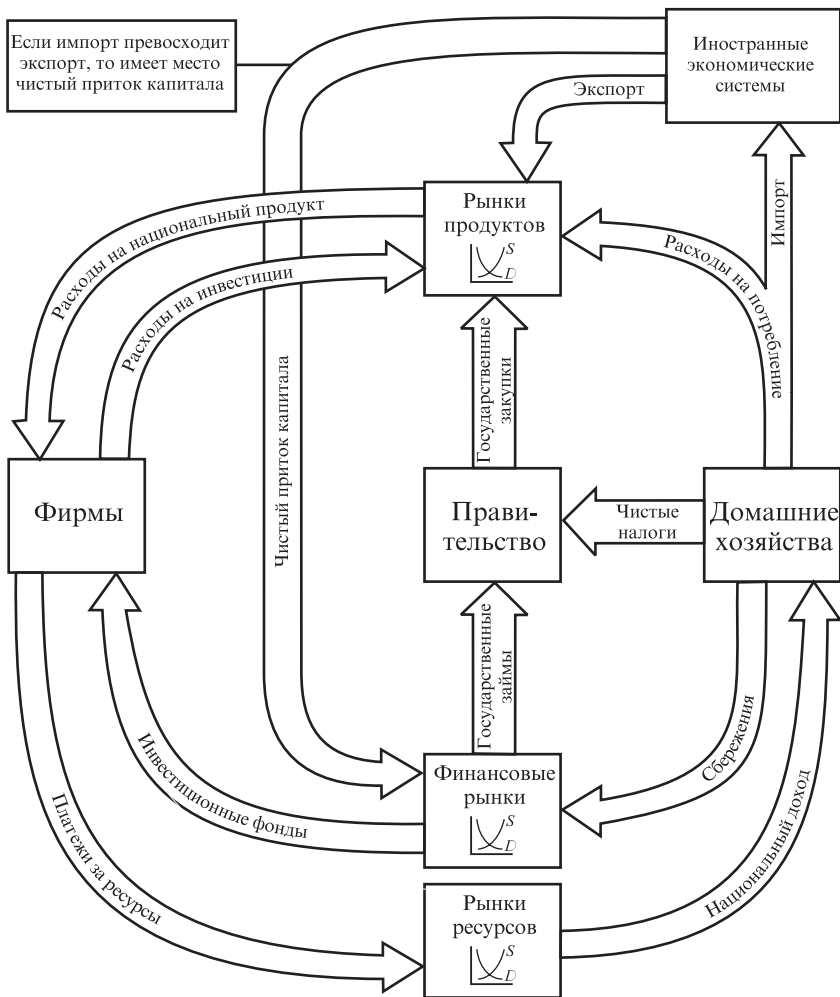 Если импорт превосходит
экспорт, то имеет место
чистый приток капитала
Иностранные
экономические
системы
Экспорт
Импорт
Рынки
продуктов
S
D
Расходы на национальный продукт
Расходы на инвестиции
Расходы на потребление
Чистый приток капитала
Государственные
закупки
Фирмы
Прави-
тельство
Чистые
налоги
Домашние
хозяйства
Государственные
займы
Сбережения
Финансовые
рынки
S
D
Инвестиционные фонды
Платежи за ресурсы
Национальный доход
Рынки
ресурсов
S
D